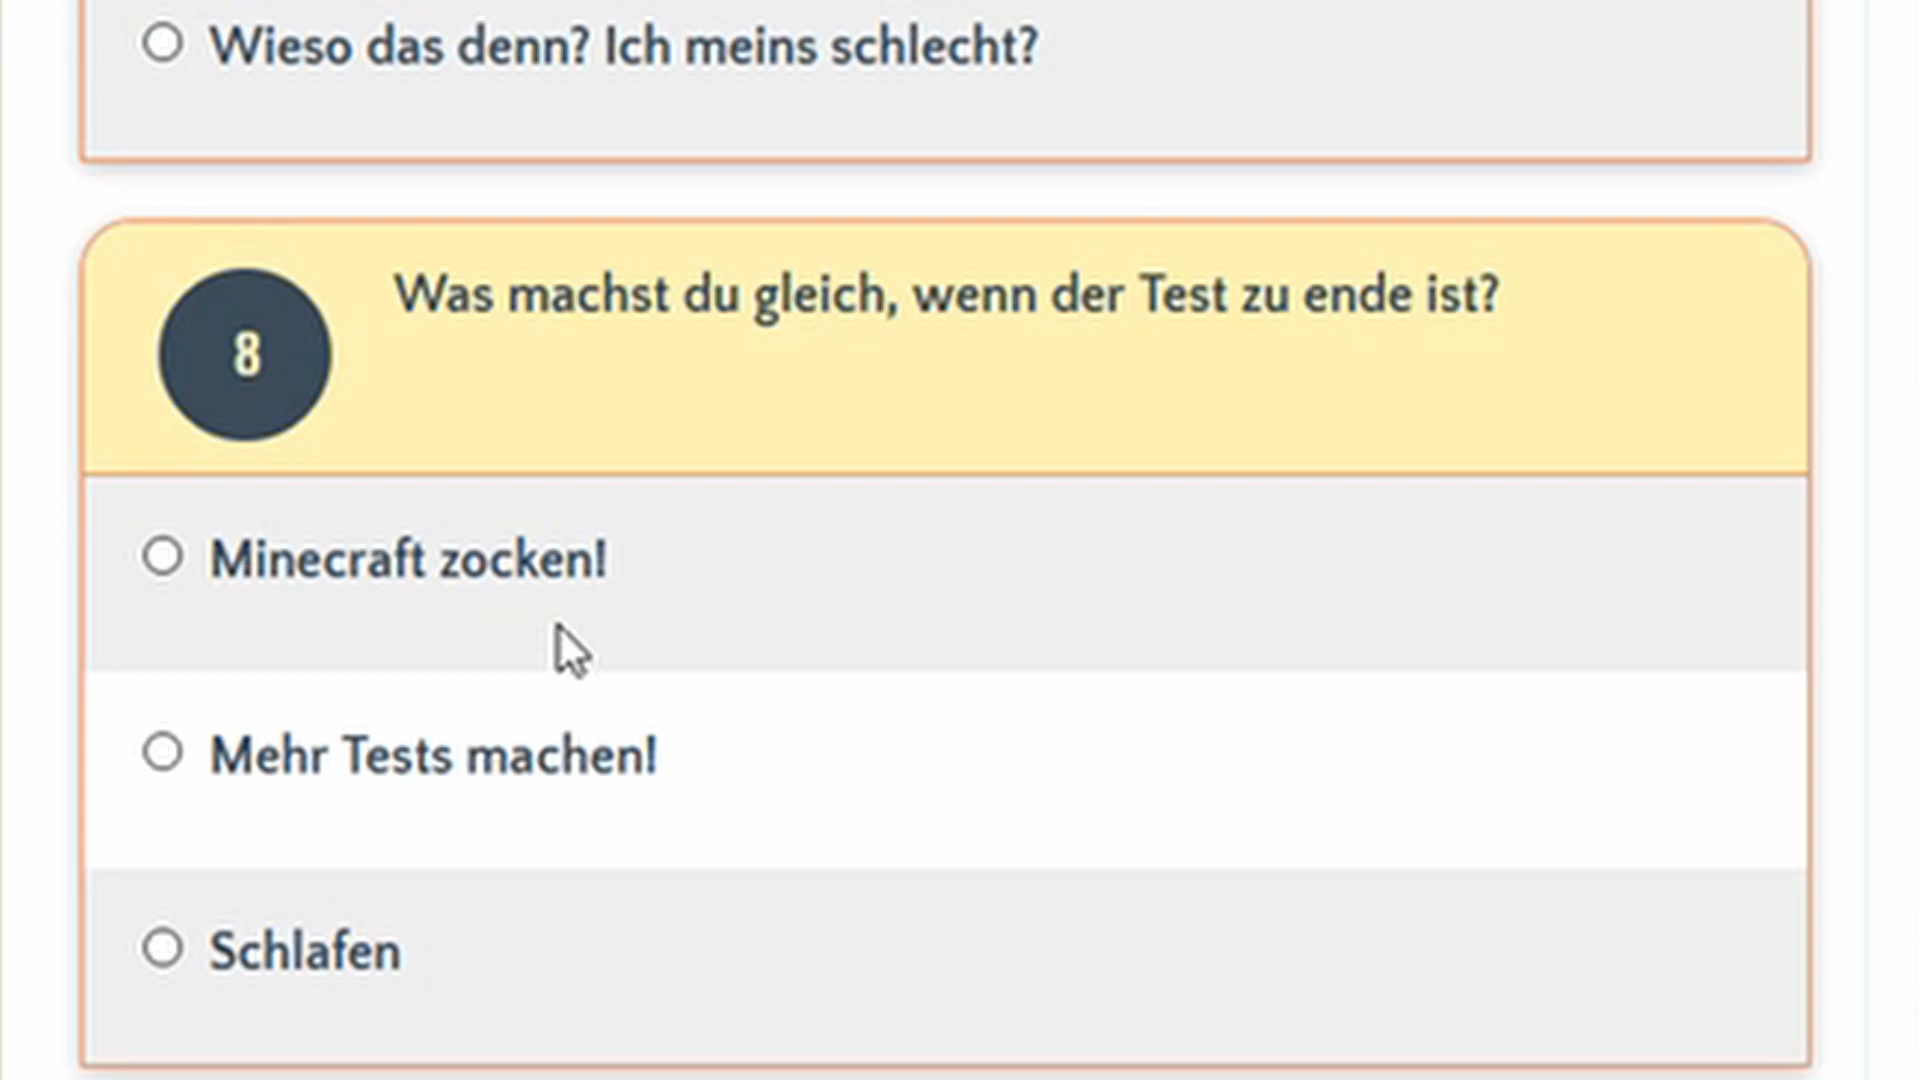 Wieso das denn? Ich meins schlecht?
8
Was machst du gleich, wenn der Test zu ende ist?
Minecraft zocken!
Mehr Tests machen!
Schlafen